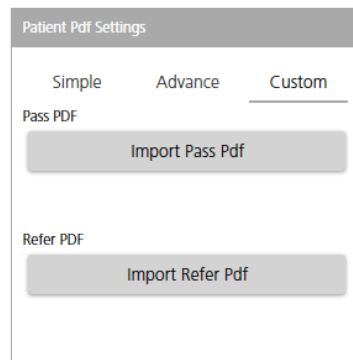 Patient Pdf Settings
Simple Advance Custom
Pass PDF
Import Pass Pdf
Refer PDF
Import Refer Pdf